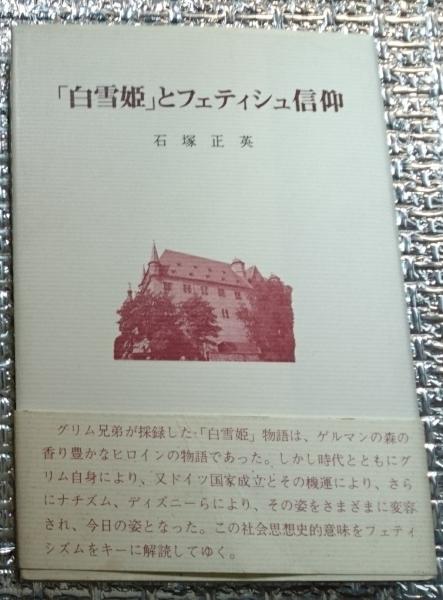 「白雪姫」とフェティシュ信仰
石塚正英
グリム兄弟が採録した「白雪姫」物語は、ゲルマンの森の
香り豊かなヒロインの物語であった。しかし時代とともにグ
リム自身により、又ドイツ国家成立とその機運により、さら
にナチズム、ディズニーらにより、その姿をさまざまに変容
され、今日の姿となった。この社会思想史的意味をフェティ
シズムをキーに解読してゆく。